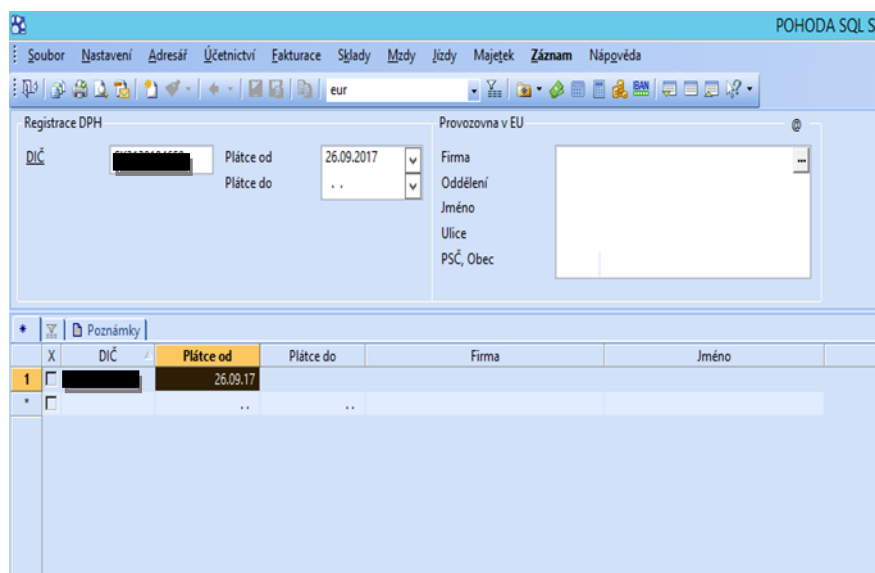 POHODA SQL S
Soubor Nastavení Adresář Účetnictví Fakturace Sklady Mzdy Jízdy Majetek Záznam Nápověda
eur IBAN
Registrace DPH Provozovna v EU @
DIČ Plátce od 26.09.2017 Firma ...
Plátce do . . Oddělení
Jméno
Ulice
PSČ, Obec
* Poznámky
X DIČ Plátce od Plátce do Firma Jméno
1 26.09.17
* . . . .